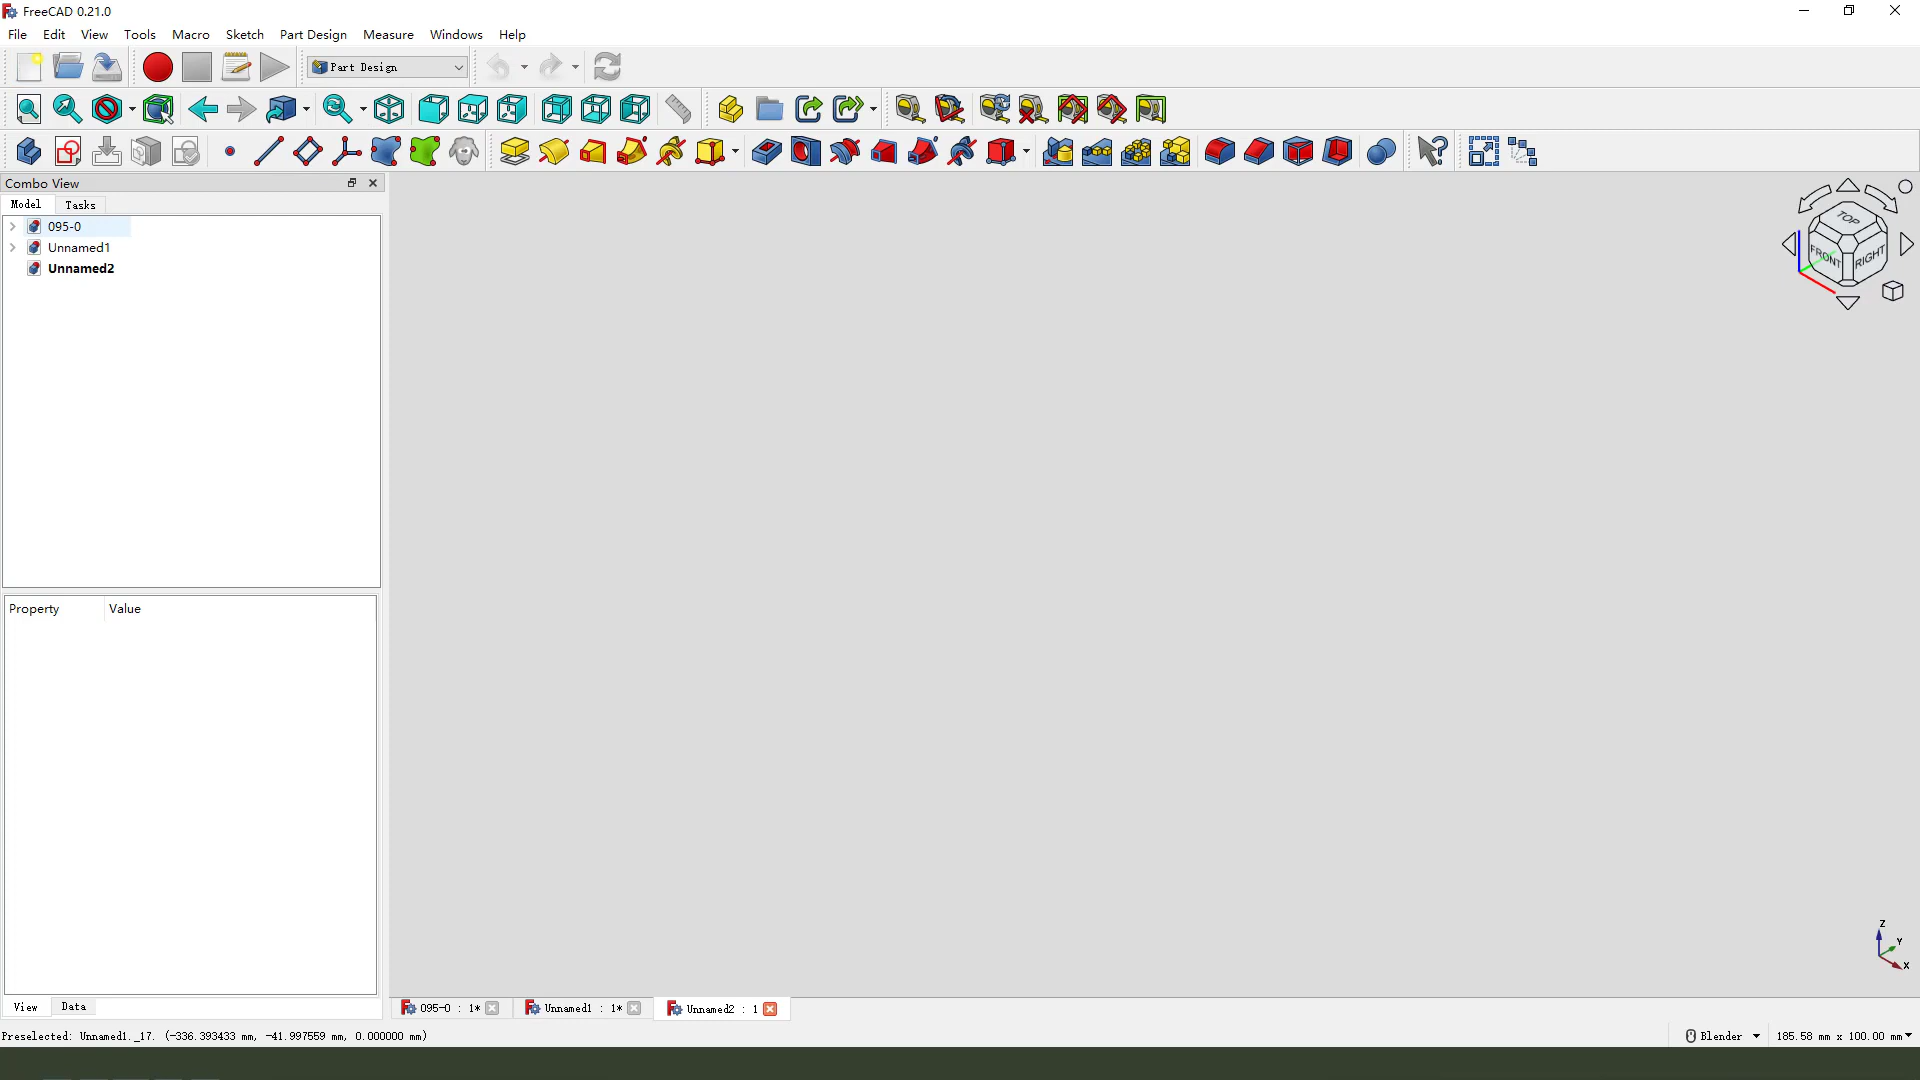 FreeCAD 0.21.0
File Edit View Tools Macro Sketch Part Design Measure Windows Help
Part Design
Combo View
Model Tasks
095-0
Unnamed1
Unnamed2
Property Value
TOP
FRONT RIGHT
Z
Y
X
View Data
095-0 : 1* Unnamed1 : 1* Unnamed2 : 1
Preselected: Unnamed1._17. (-336.393433 mm, -41.997559 mm, 0.000000 mm) Blender 185.58 mm x 100.00 mm